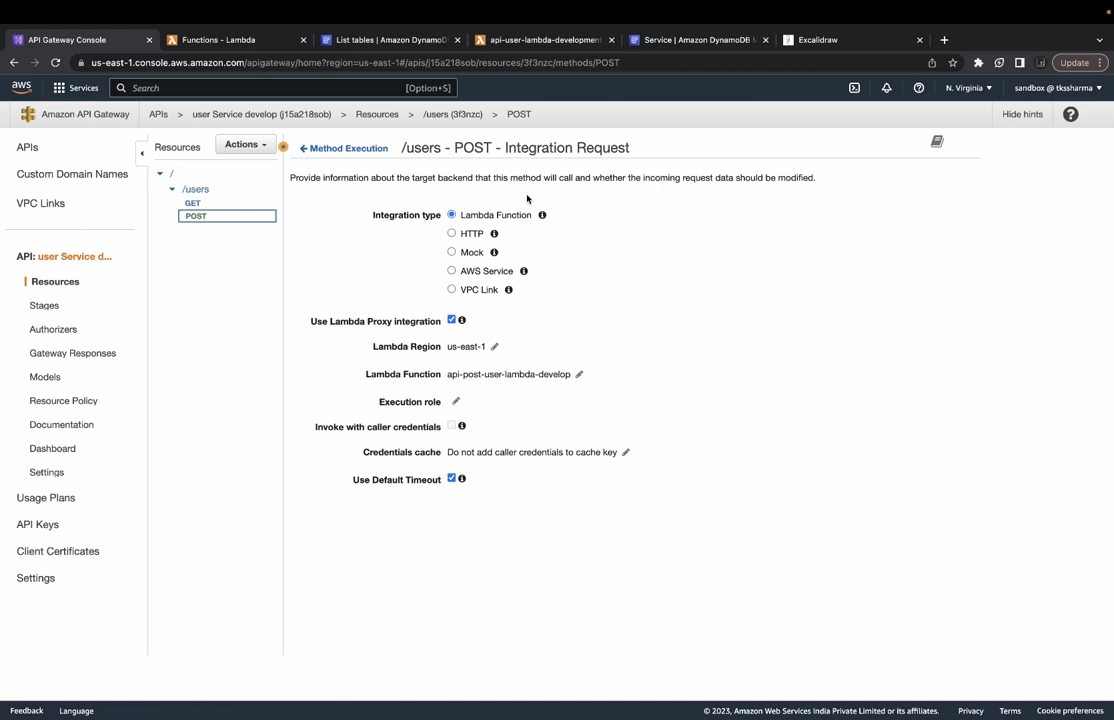 API Gateway Console
Functions - Lambda
List tables | Amazon DynamoD
api-user-lambda-developmen
Service | Amazon DynamoDB M
Excalidraw
us-east-1.console.aws.amazon.com/apigateway/home?region=us-east-1#/apis/j15a218sob/resources/3f3nzc/methods/POST
Update
aws
Services
Search
[Option+S]
N. Virginia
sandbox @ tkssharma
Amazon API Gateway
APIs > user Service develop (j15a218sob) > Resources > /users (3f3nzc) > POST
Hide hints
APIs
Custom Domain Names
VPC Links
API: user Service d...
Resources
Stages
Authorizers
Gateway Responses
Models
Resource Policy
Documentation
Dashboard
Settings
Usage Plans
API Keys
Client Certificates
Settings
Resources
Actions
/
/users
GET
POST
Method Execution
/users - POST - Integration Request
Provide information about the target backend that this method will call and whether the incoming request data should be modified.
Integration type Lambda Function
HTTP
Mock
AWS Service
VPC Link
Use Lambda Proxy integration
Lambda Region us-east-1
Lambda Function api-post-user-lambda-develop
Execution role
Invoke with caller credentials
Credentials cache Do not add caller credentials to cache key
Use Default Timeout
Feedback
Language
© 2023, Amazon Web Services India Private Limited or its affiliates.
Privacy
Terms
Cookie preferences